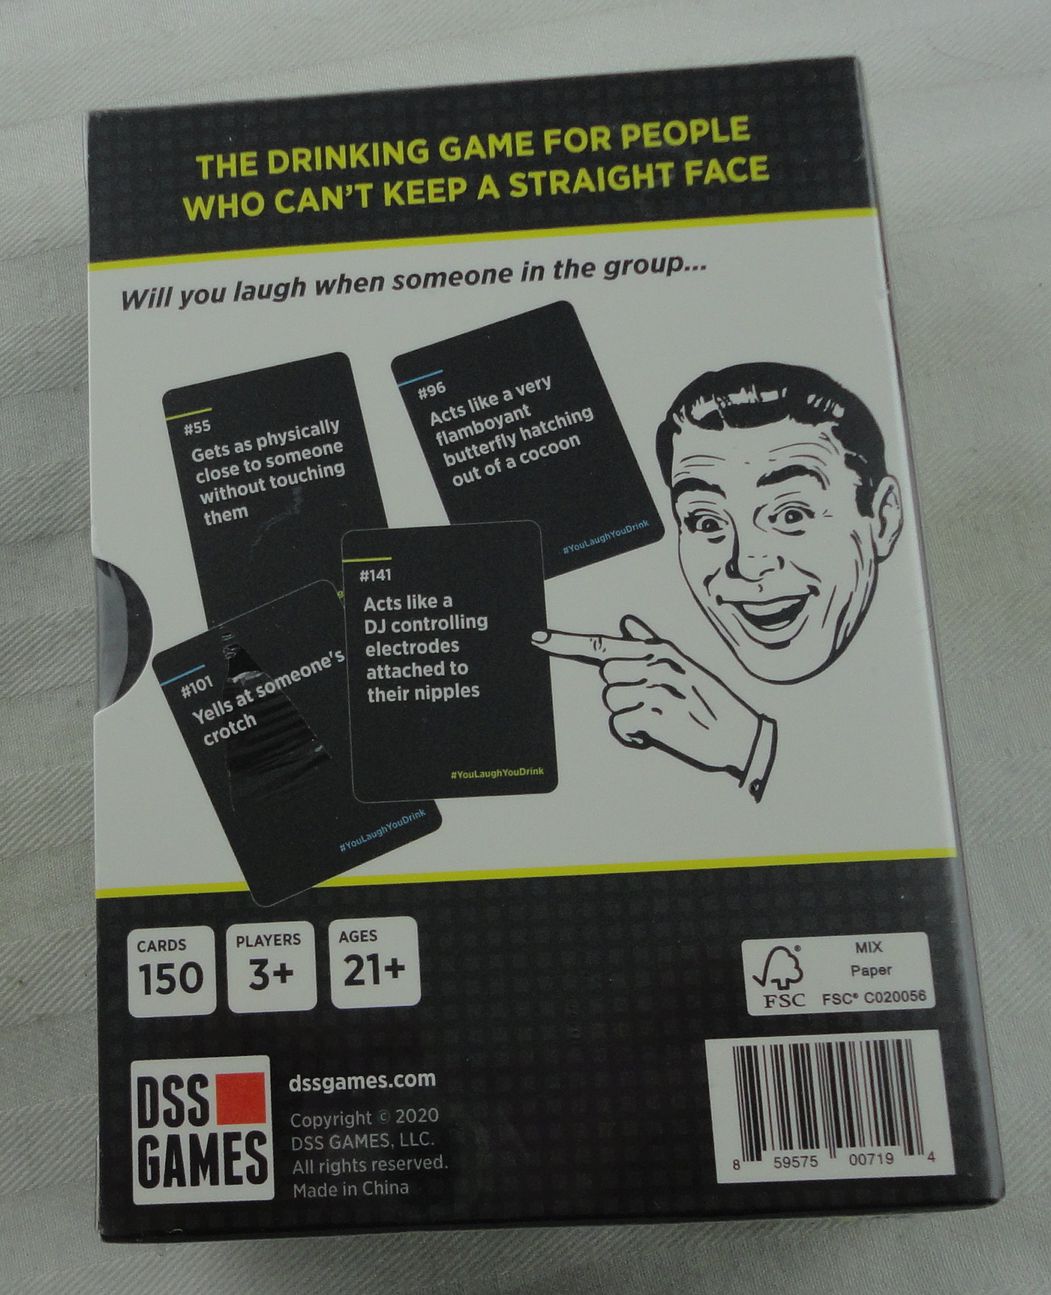 THE DRINKING GAME FOR PEOPLE
WHO CAN'T KEEP A STRAIGHT FACE
Will you laugh when someone in the group...
#55
Gets as physically
close to someone
without touching
them
#96
Acts like a very
flamboyant
butterfly hatching
out of a cocoon
#YouLaughYouDrink
#101
Yells at someone's
crotch
#YouLaughYouDrink
#141
Acts like a
DJ controlling
electrodes
attached to
their nipples
#YouLaughYouDrink
CARDS
150
PLAYERS
3+
AGES
21+
FSC®
MIX
Paper
FSC® C020056
DSS
GAMES
dssgames.com
Copyright © 2020
DSS GAMES, LLC.
All rights reserved.
Made in China
8 59575 00719 4